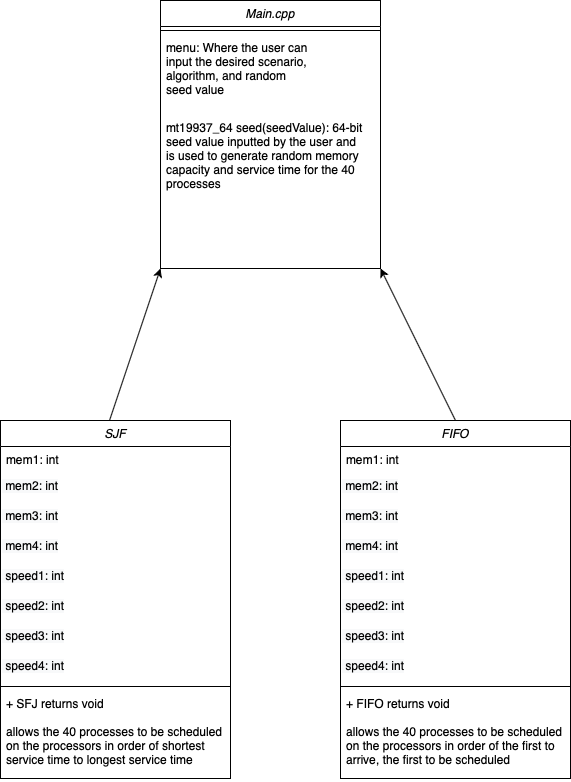 Main.cpp
menu: Where the user can
input the desired scenario,
algorithm, and random
seed value
mt19937_64 seed(seedValue): 64-bit
seed value inputted by the user and
is used to generate random memory
capacity and service time for the 40
processes
SJF
mem1: int
mem2: int
mem3: int
mem4: int
speed1: int
speed2: int
speed3: int
speed4: int
+ SFJ returns void
allows the 40 processes to be scheduled
on the processors in order of shortest
service time to longest service time
FIFO
mem1: int
mem2: int
mem3: int
mem4: int
speed1: int
speed2: int
speed3: int
speed4: int
+ FIFO returns void
allows the 40 processes to be scheduled
on the processors in order of the first to
arrive, the first to be scheduled